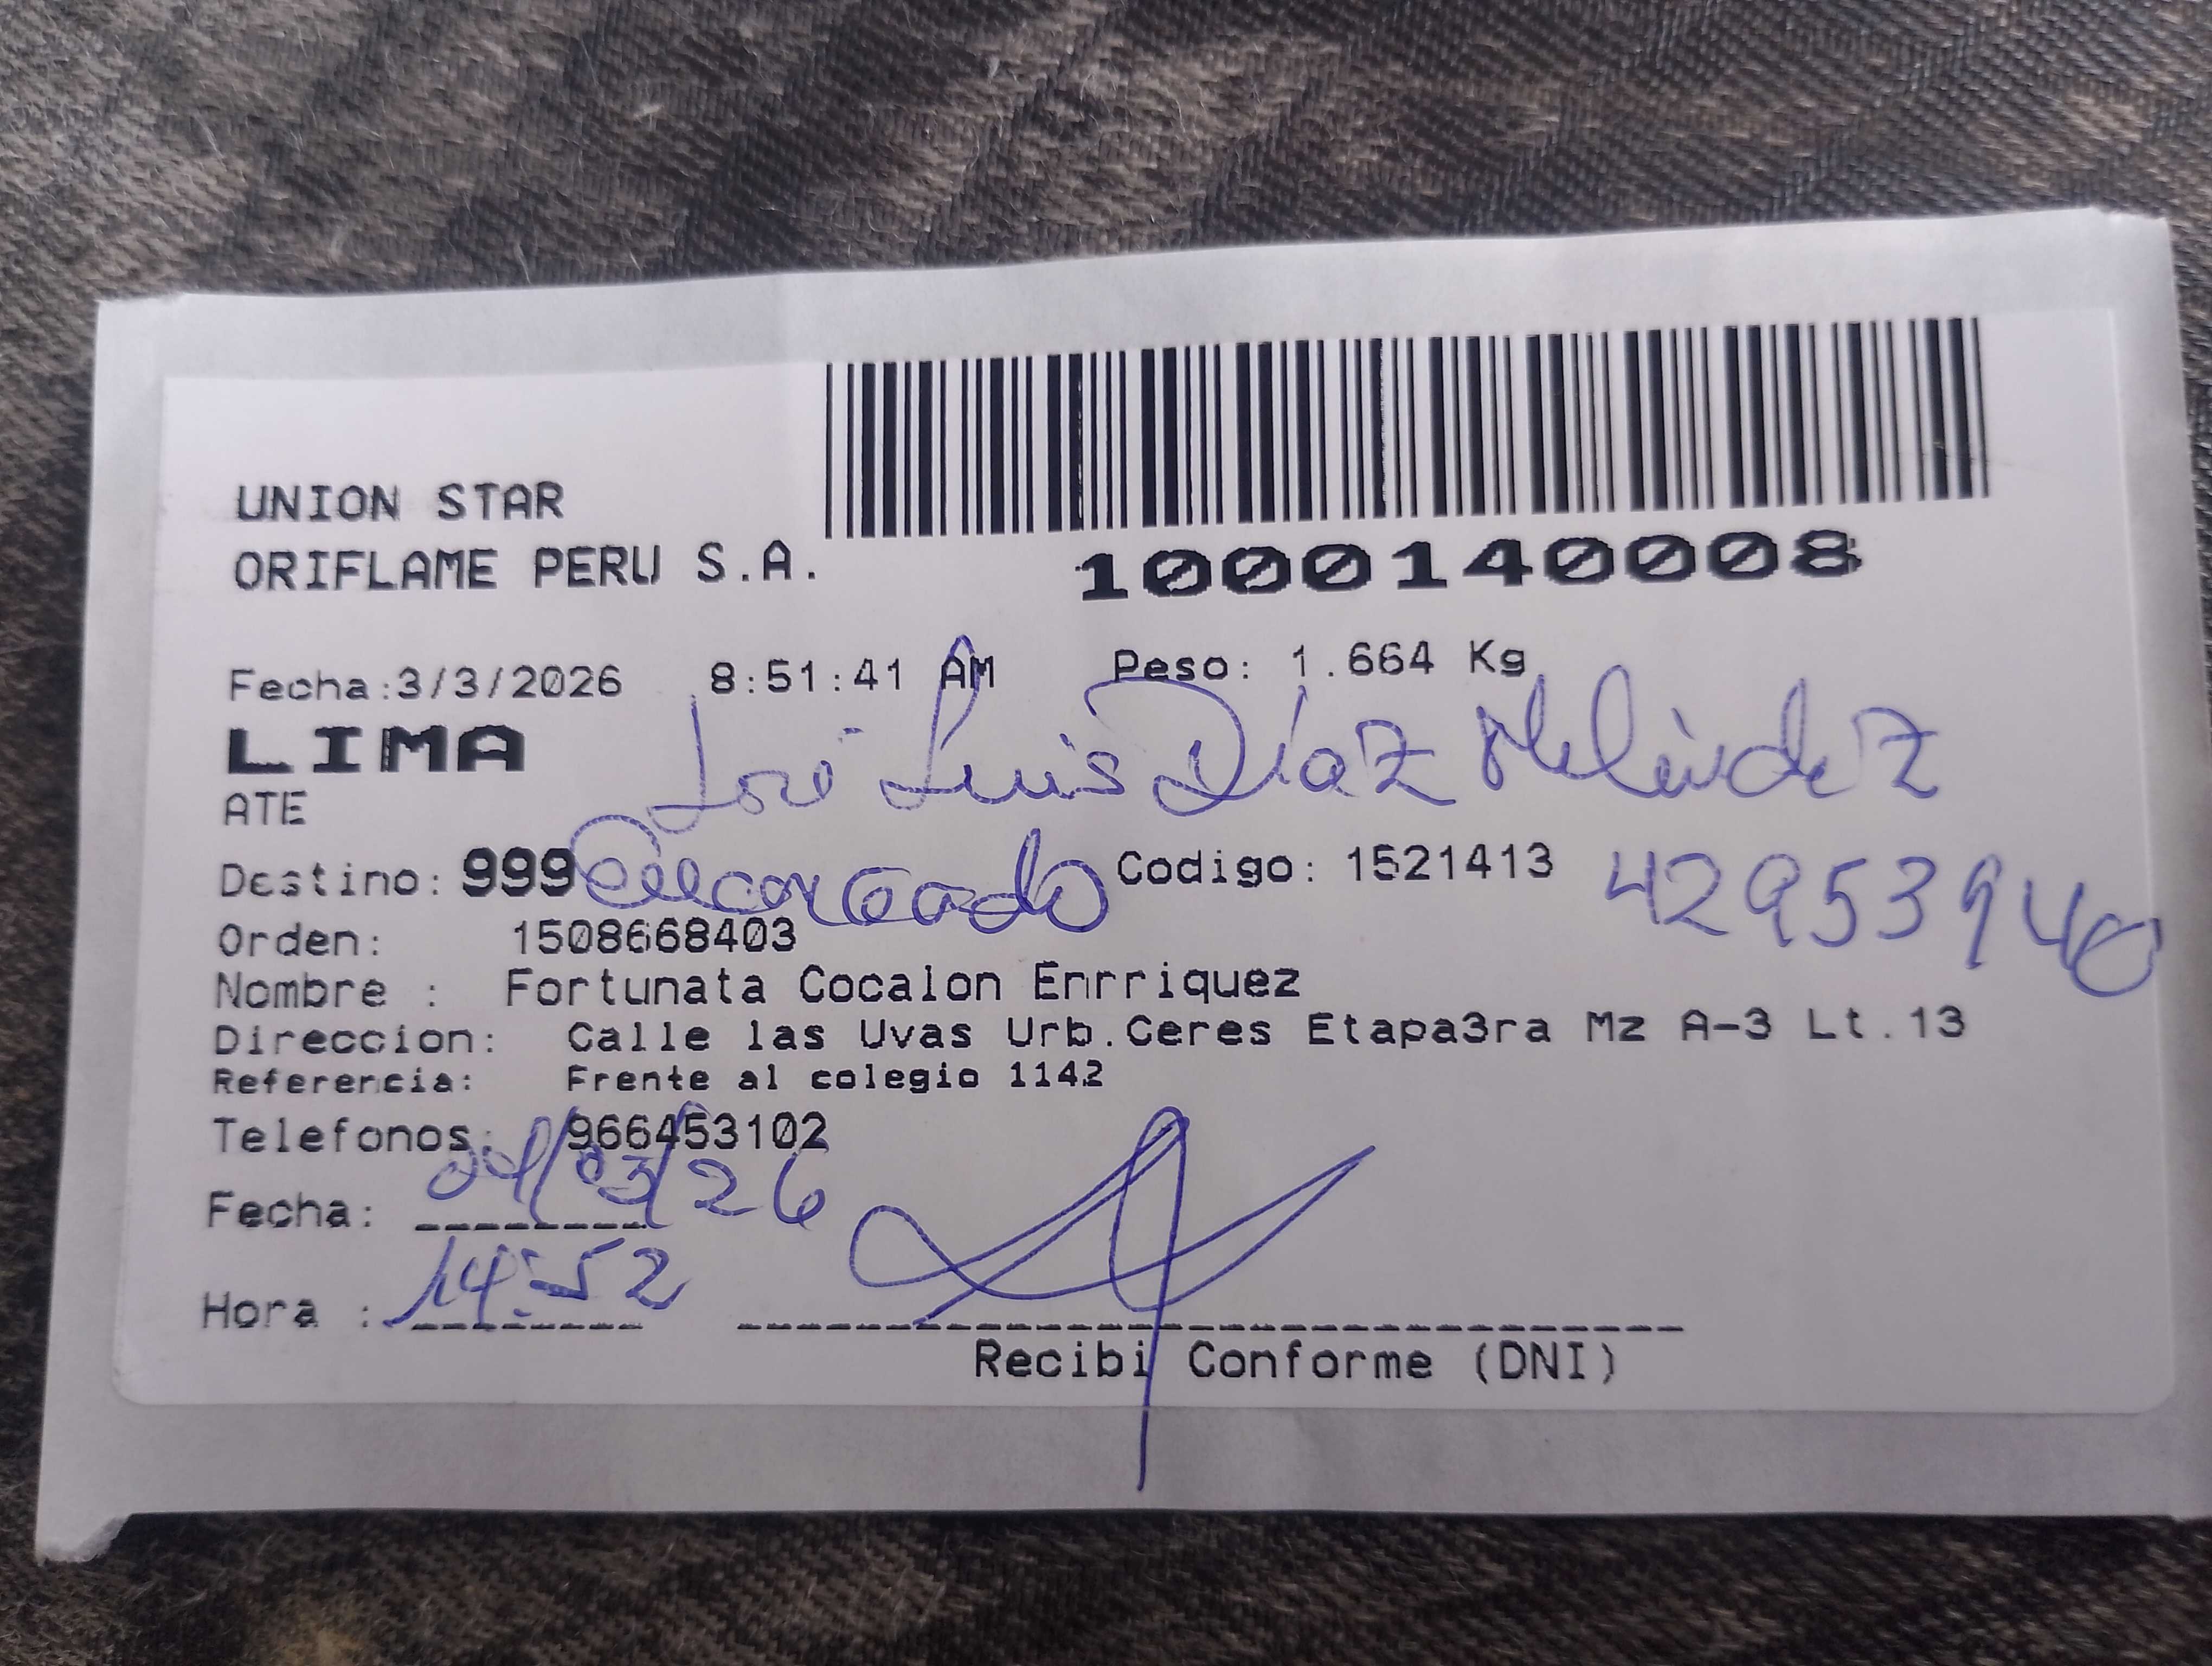 UNION STAR
ORIFLAME PERU S.A.
1000140008
Fecha:3/3/2026 8:51:41 AM Peso: 1.664 Kg
LIMA
José Luis Díaz Meléndez
ATE
Destino: 999 Encargado Codigo: 1521413 42953940
Orden: 1508668403
Nombre : Fortunata Cocalon Enrriquez
Direccion: Calle las Uvas Urb.Ceres Etapa3ra Mz A-3 Lt.13
Referencia: Frente al colegio 1142
Telefonos: 966453102
Fecha: 04/03/26
Hora : 14:52
Recibi Conforme (DNI)